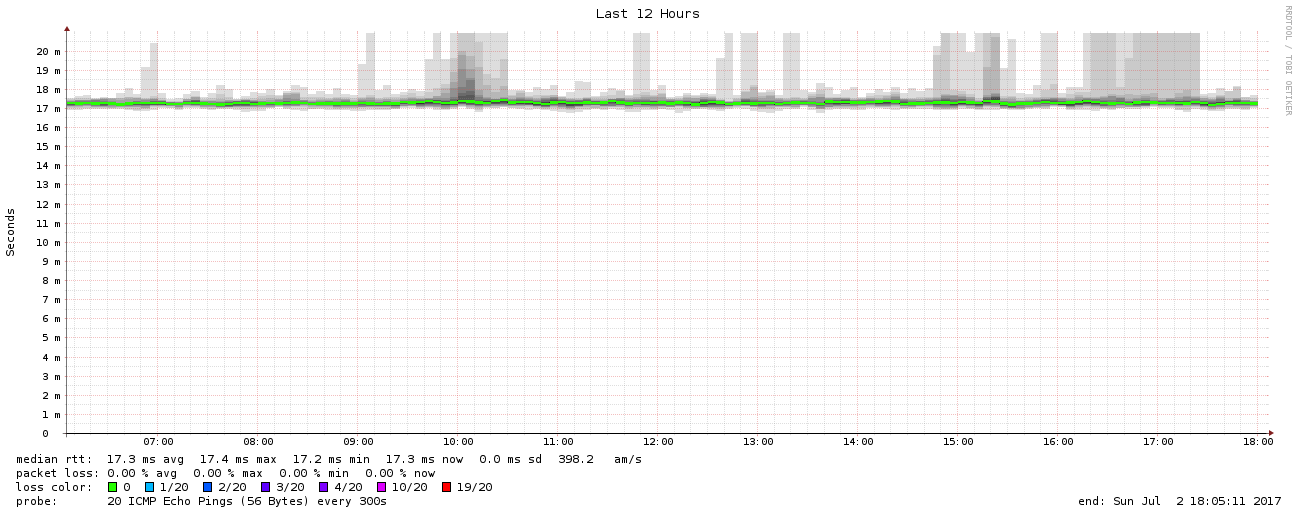 Last 12 Hours
RRDTOOL / TOBI OETIKER
Seconds
20 m
19 m
18 m
17 m
16 m
15 m
14 m
13 m
12 m
11 m
10 m
9 m
8 m
7 m
6 m
5 m
4 m
3 m
2 m
1 m
0
07:00 08:00 09:00 10:00 11:00 12:00 13:00 14:00 15:00 16:00 17:00 18:00
median rtt: 17.3 ms avg 17.4 ms max 17.2 ms min 17.3 ms now 0.0 ms sd 398.2 am/s
packet loss: 0.00 % avg 0.00 % max 0.00 % min 0.00 % now
loss color: 0 1/20 2/20 3/20 4/20 10/20 19/20
probe: 20 ICMP Echo Pings (56 Bytes) every 300s end: Sun Jul 2 18:05:11 2017